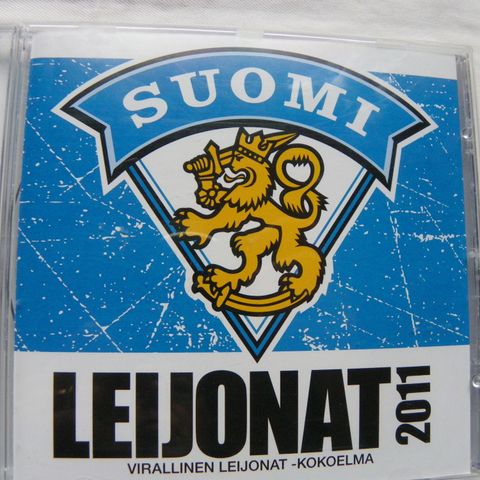 SUOMI
LEIJONAT
2011
VIRALLINEN LEIJONAT -KOKOELMA